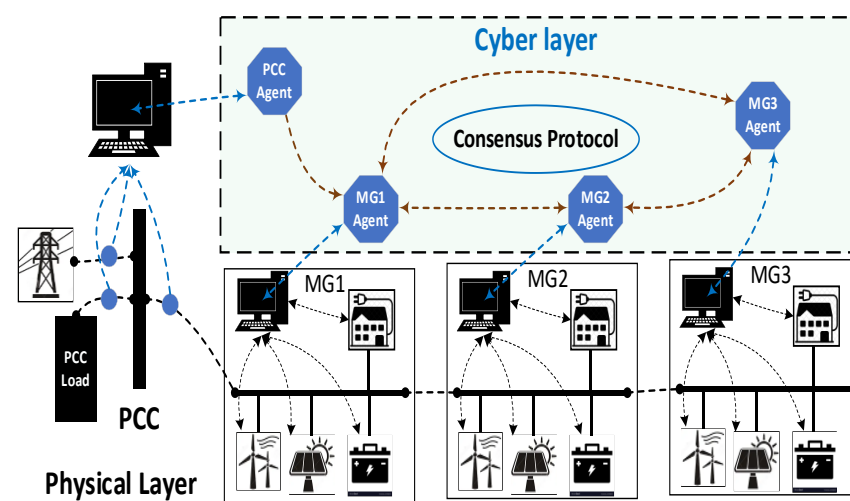 Cyber layer
PCC
Agent
MG3
Agent
Consensus Protocol
MG1
Agent
MG2
Agent
MG1
MG2
MG3
PCC
Load
PCC
Physical Layer